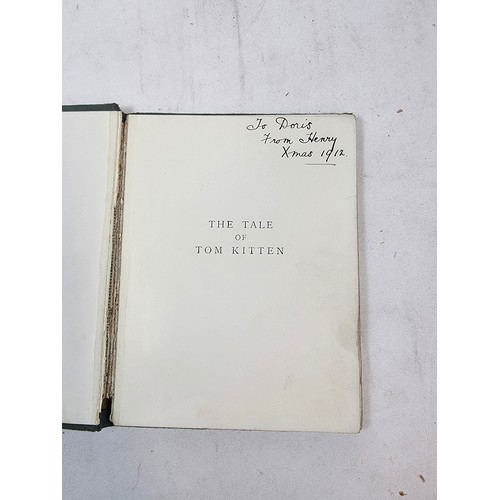 To Doris
From Henry
Xmas 1912.
THE TALE
OF
TOM KITTEN